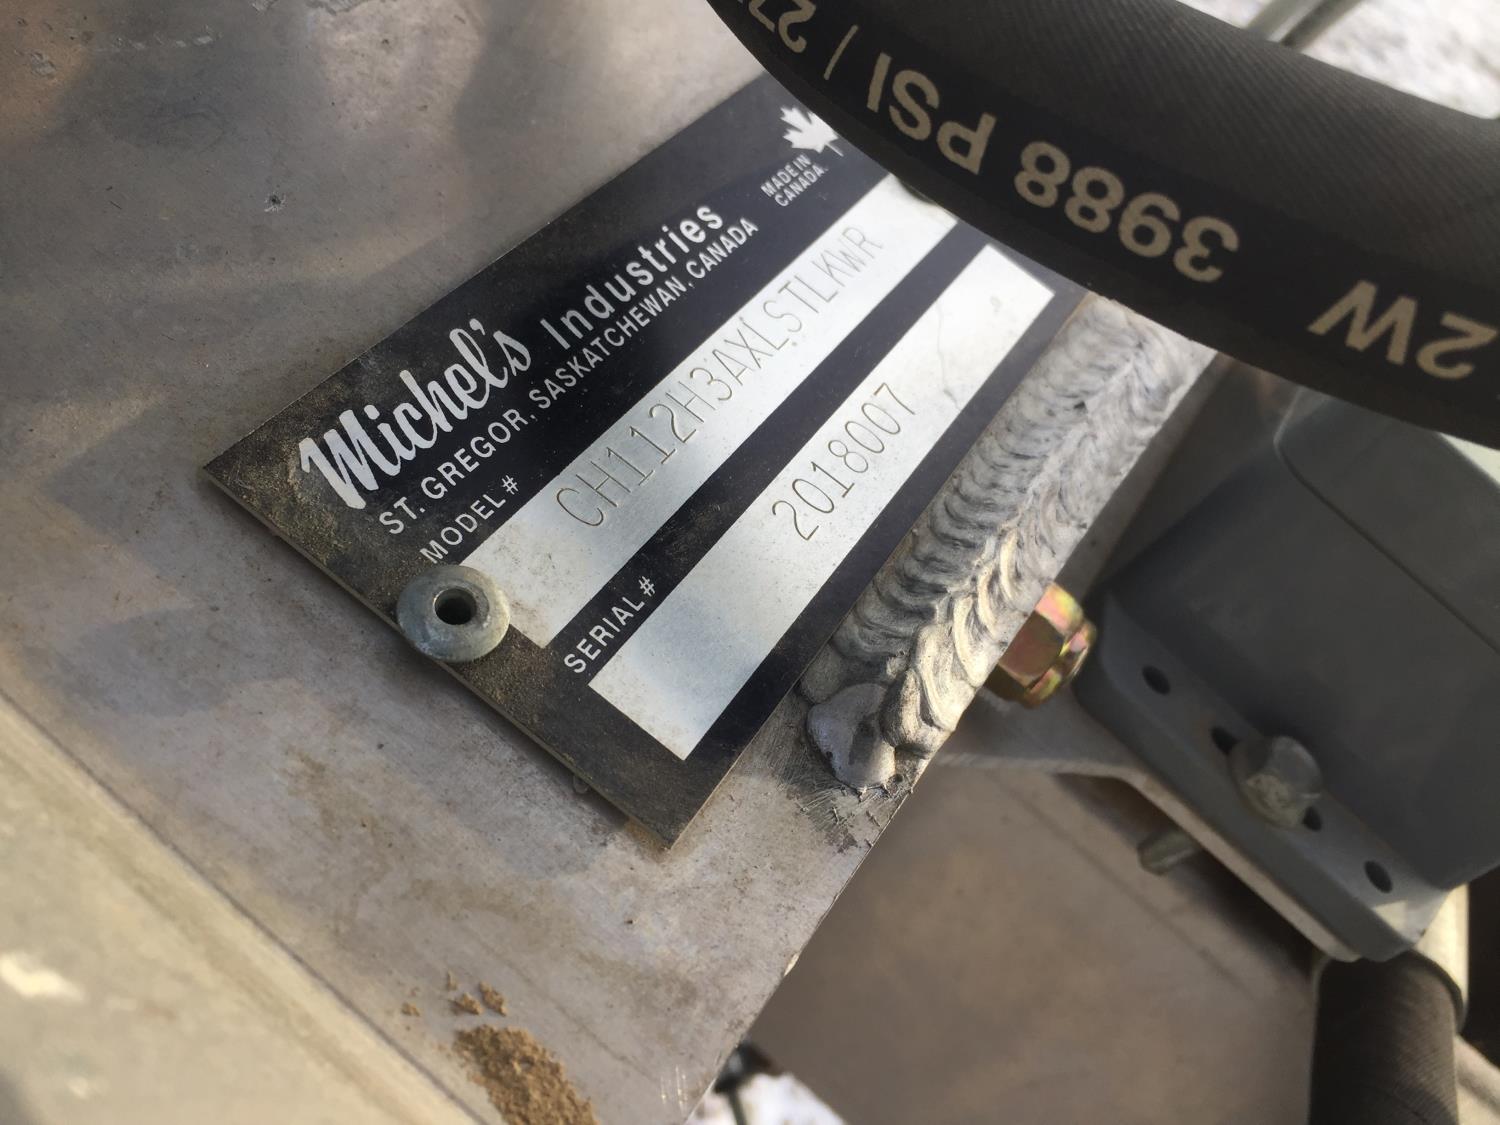 Michel's Industries
ST. GREGOR, SASKATCHEWAN, CANADA
MADE IN
CANADA
MODEL #
CH112H3AXLSTLKWR
SERIAL #
2018007
2W 3988 PSI /